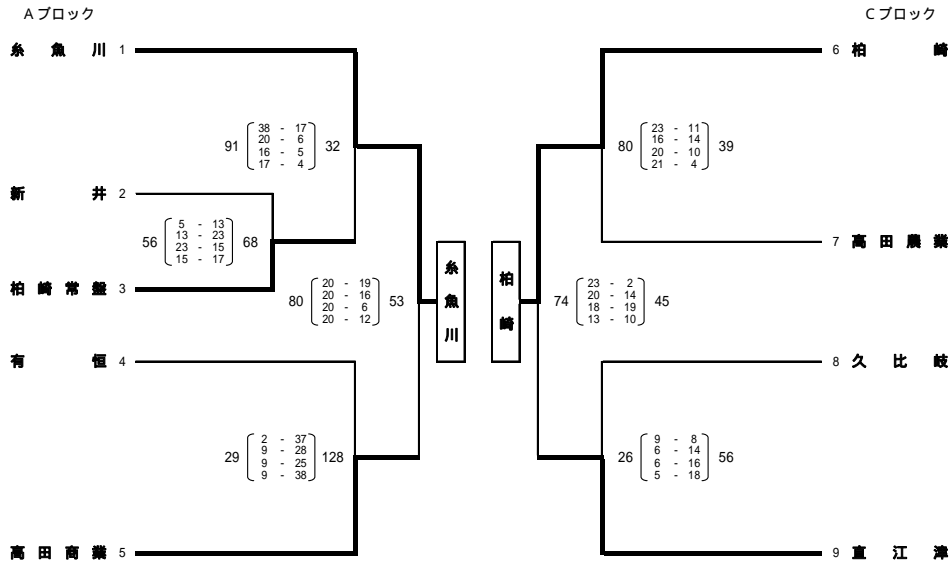 Aブロック
Cブロック
糸魚川 1
6 柏崎
91 38 - 17 32
20 - 6
16 - 5
17 - 4
80 23 - 11 39
16 - 14
20 - 10
21 - 4
新井 2
56 5 - 13 68
13 - 23
23 - 15
15 - 17
7 高田農業
柏崎常盤 3
80 20 - 19 53
20 - 16
20 - 6
20 - 12
糸魚川
柏崎
74 23 - 2 45
20 - 14
18 - 19
13 - 10
有恒 4
8 久比岐
29 2 - 37 128
9 - 28
9 - 25
9 - 38
26 9 - 8 56
6 - 14
6 - 16
5 - 18
高田商業 5
9 直江津